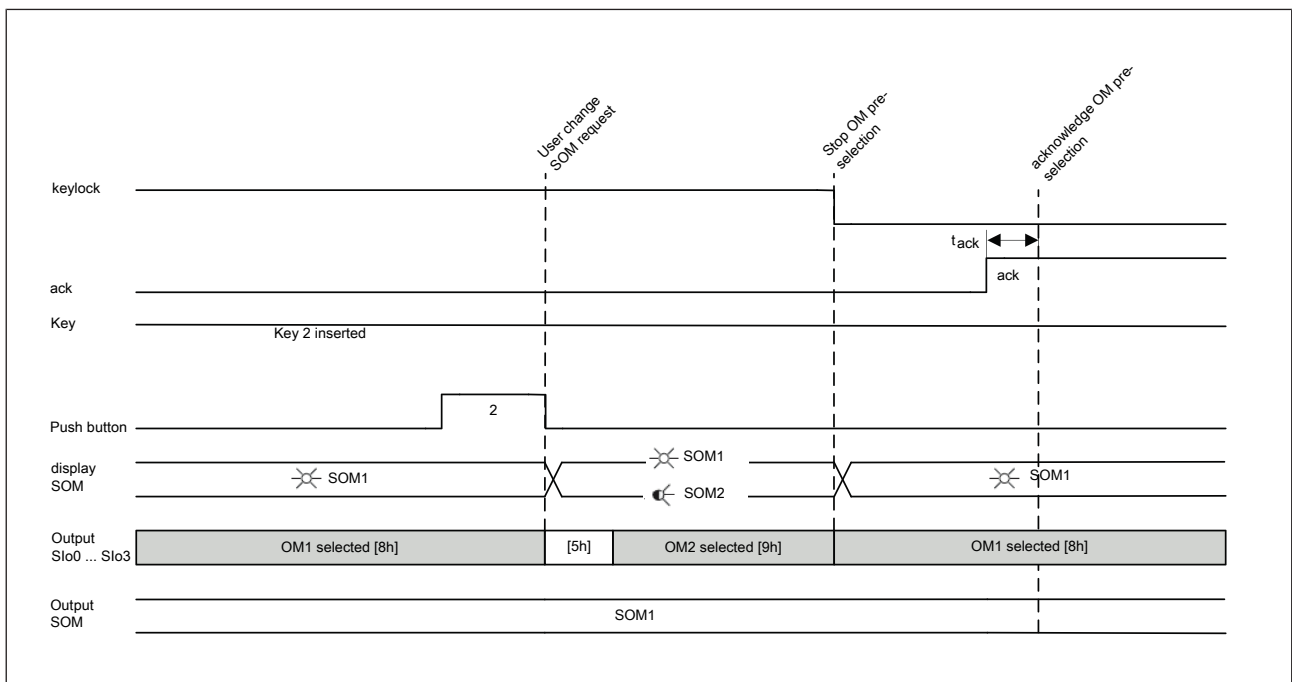 User change
SOM request
Stop OM pre-
selection
acknowledge OM pre-
selection
keylock
tack
ack
ack
Key
Key 2 inserted
2
Push button
display
SOM
SOM1
SOM1
SOM2
SOM1
Output
SIo0 ... SIo3
OM1 selected [8h]
[5h]
OM2 selected [9h]
OM1 selected [8h]
Output
SOM
SOM1